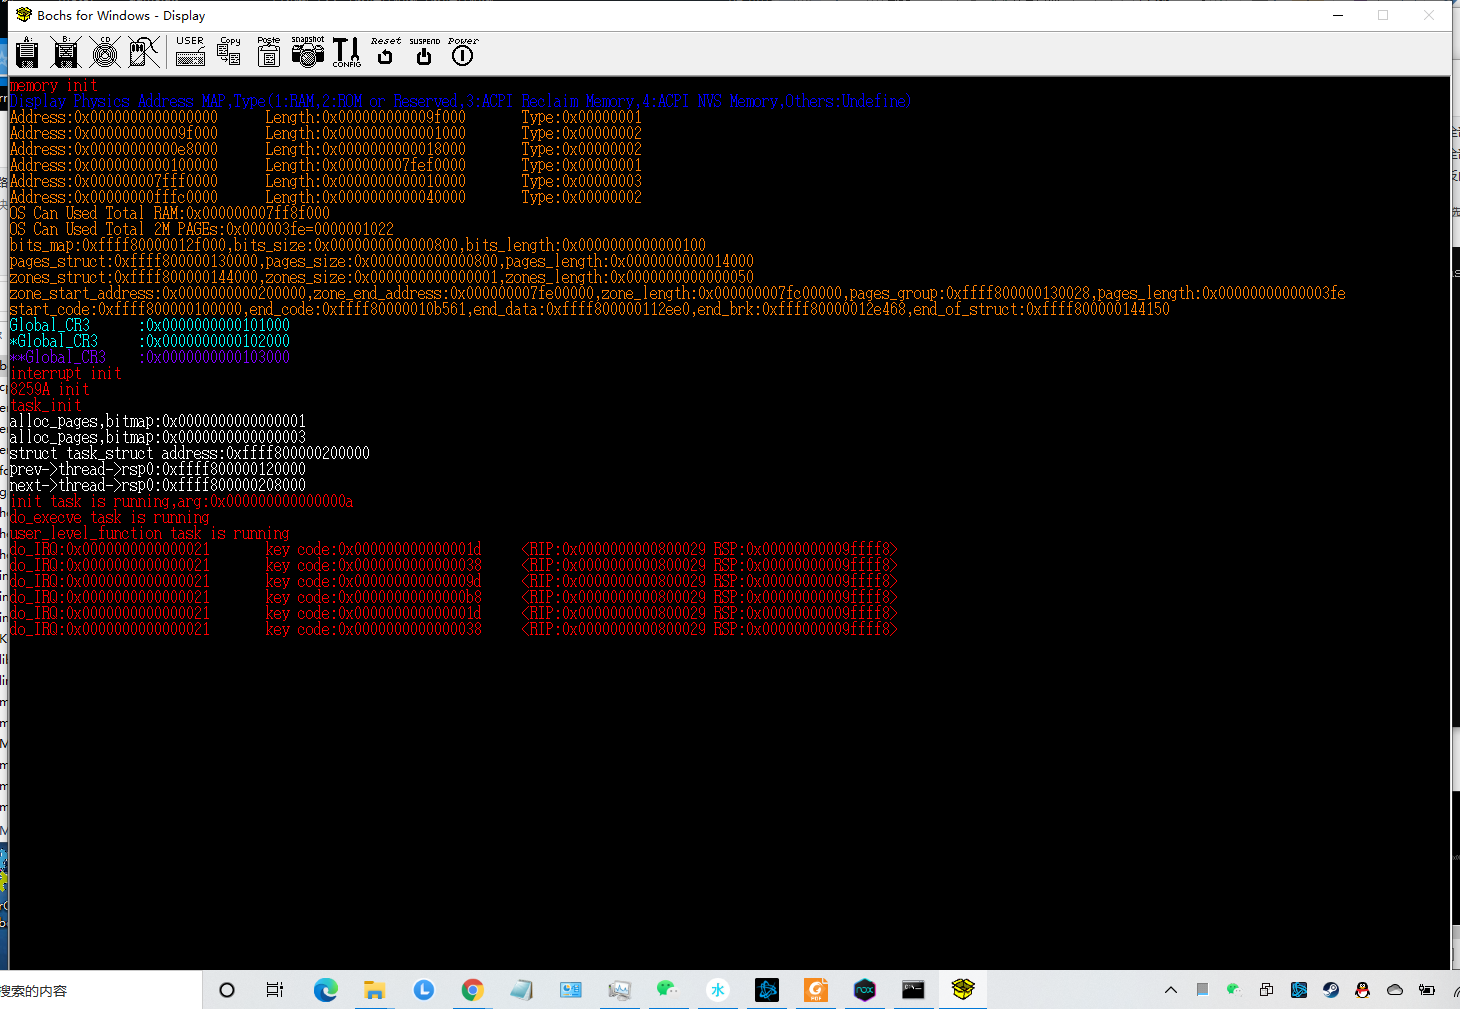 Bochs for Windows - Display
A: B: CD USER Copy Paste snapshot CONFIG Reset SUSPEND Power
memory init
Display Physics Address MAP,Type(1:RAM,2:ROM or Reserved,3:ACPI Reclaim Memory,4:ACPI NVS Memory,Others:Undefine)
Address:0x0000000000000000 Length:0x000000000009f000 Type:0x00000001
Address:0x000000000009f000 Length:0x0000000000001000 Type:0x00000002
Address:0x00000000000e8000 Length:0x0000000000018000 Type:0x00000002
Address:0x0000000000100000 Length:0x000000007fef0000 Type:0x00000001
Address:0x000000007fff0000 Length:0x0000000000010000 Type:0x00000003
Address:0x00000000fffc0000 Length:0x0000000000040000 Type:0x00000002
OS Can Used Total RAM:0x000000007ff8f000
OS Can Used Total 2M PAGEs:0x000003fe=0000001022
bits_map:0xffff80000012f000,bits_size:0x0000000000000800,bits_length:0x0000000000000100
pages_struct:0xffff800000130000,pages_size:0x0000000000000800,pages_length:0x0000000000014000
zones_struct:0xffff800000144000,zones_size:0x0000000000000001,zones_length:0x0000000000000050
zone_start_address:0x0000000000200000,zone_end_address:0x000000007fe00000,zone_length:0x000000007fc00000,pages_group:0xffff800000130028,pages_length:0x00000000000003fe
start_code:0xffff800000100000,end_code:0xffff80000010b561,end_data:0xffff800000112ee0,end_brk:0xffff80000012e468,end_of_struct:0xffff800000144150
Global_CR3 :0x0000000000101000
*Global_CR3 :0x0000000000102000
**Global_CR3 :0x0000000000103000
interrupt init
8259A init
task_init
alloc_pages,bitmap:0x0000000000000001
alloc_pages,bitmap:0x0000000000000003
struct task_struct address:0xffff800000200000
prev->thread->rsp0:0xffff800000120000
next->thread->rsp0:0xffff800000208000
init task is running,arg:0x000000000000000a
do_execve task is running
user_level_function task is running
do_IRQ:0x0000000000000021 key code:0x000000000000001d <RIP:0x0000000000800029 RSP:0x00000000009ffff8>
do_IRQ:0x0000000000000021 key code:0x0000000000000038 <RIP:0x0000000000800029 RSP:0x00000000009ffff8>
do_IRQ:0x0000000000000021 key code:0x000000000000009d <RIP:0x0000000000800029 RSP:0x00000000009ffff8>
do_IRQ:0x0000000000000021 key code:0x00000000000000b8 <RIP:0x0000000000800029 RSP:0x00000000009ffff8>
do_IRQ:0x0000000000000021 key code:0x000000000000001d <RIP:0x0000000000800029 RSP:0x00000000009ffff8>
do_IRQ:0x0000000000000021 key code:0x0000000000000038 <RIP:0x0000000000800029 RSP:0x00000000009ffff8>
搜索的内容